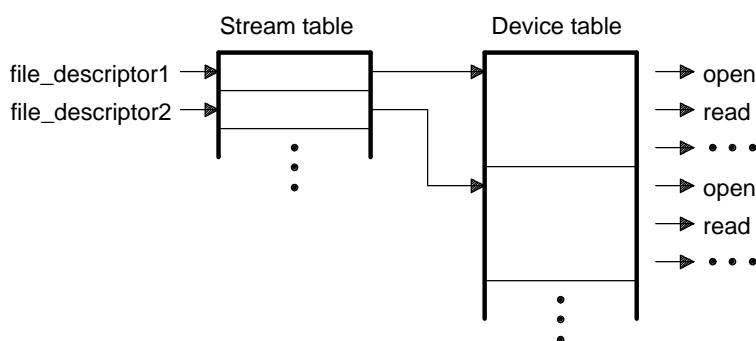 Stream table
Device table
file_descriptor1
open
file_descriptor2
read
• • •
open
read
• • •